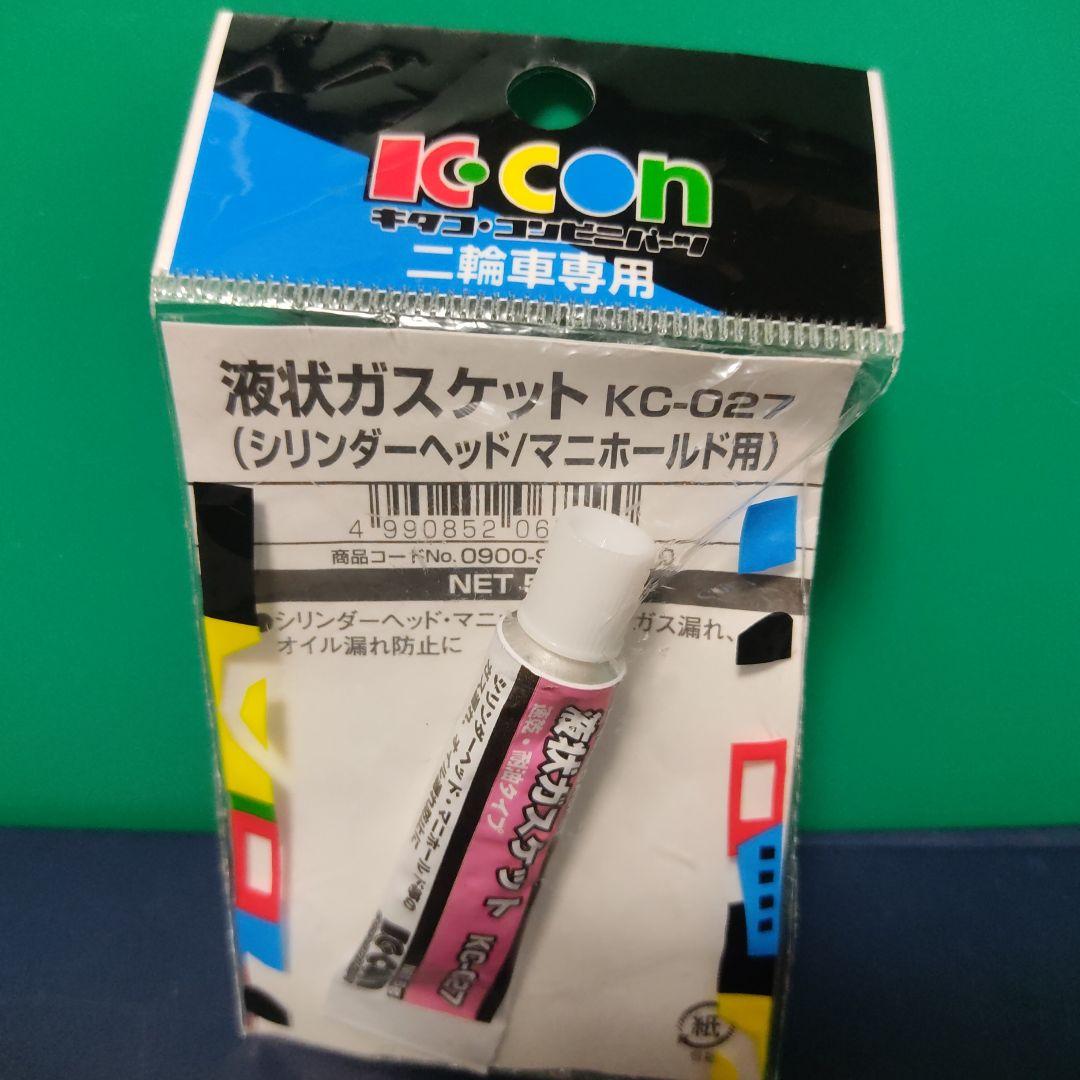 K・CON
キタコ・コンビニパーツ
二輪車専用
液状ガスケット KC-027
(シリンダーヘッド/マニホールド用)
4 990852 06
商品コードNo.0900-9
NET 5
●シリンダーヘッド・マニ ガス漏れ、
オイル漏れ防止に
液状ガスケット KC-027
速乾・耐油タイプ
シリンダーヘッド・マニホールド等の
ガス漏れ、オイル漏れ防止に
K・CON
紙